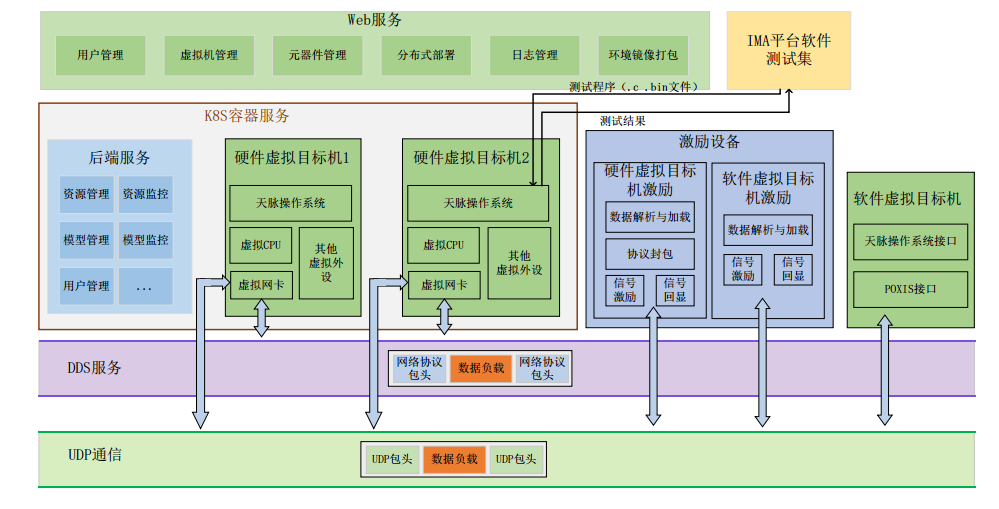 Web服务
用户管理
虚拟机管理
元器件管理
分布式部署
日志管理
环境镜像打包
IMA平台软件
测试集
测试程序（.c .bin文件）
测试结果
K8S容器服务
后端服务
资源管理
资源监控
模型管理
模型监控
用户管理
...
硬件虚拟目标机1
天脉操作系统
虚拟CPU
虚拟网卡
其他
虚拟外
设
硬件虚拟目标机2
天脉操作系统
虚拟CPU
虚拟网卡
其他
虚拟外设
激励设备
硬件虚拟目标
机激励
数据解析与加载
协议封包
信号
激励
信号
回显
软件虚拟目标
机激励
数据解析与加载
信号
激励
信号
回显
软件虚拟目标机
天脉操作系统接口
POXIS接口
DDS服务
网络协议
包头
数据负载
网络协议
包头
UDP通信
UDP包头
数据负载
UDP包头